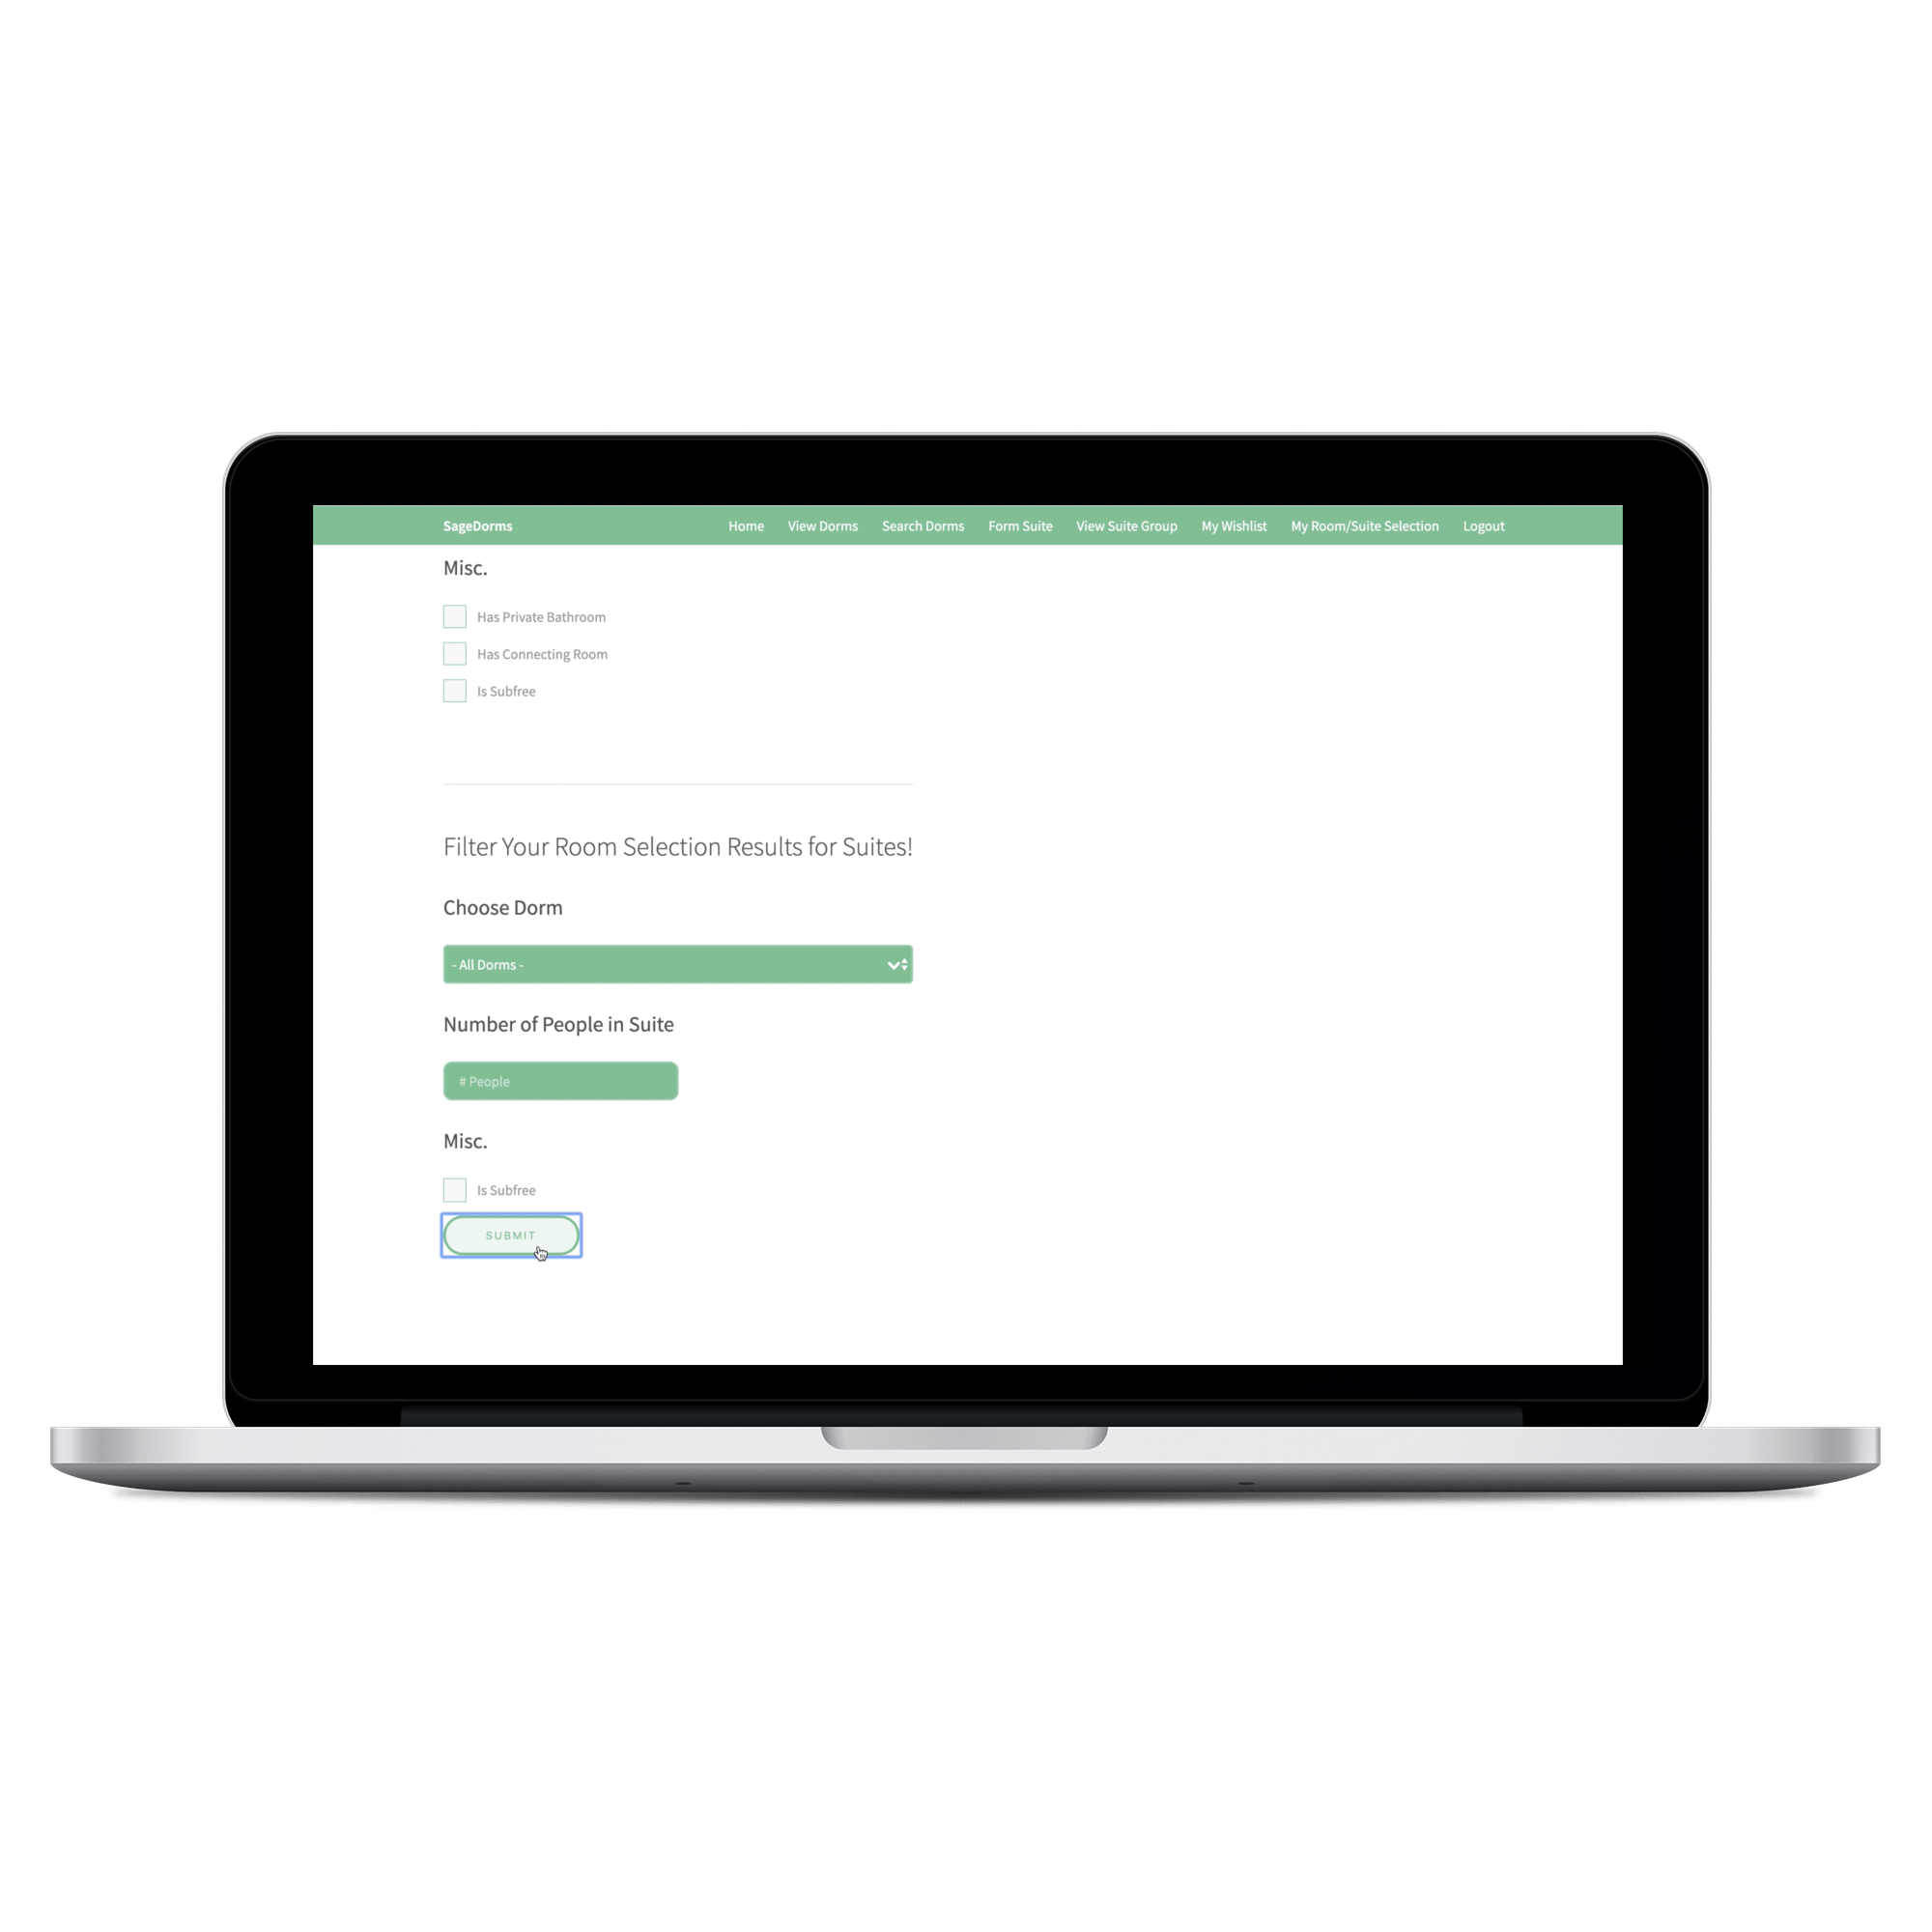 SageDorms Home View Dorms Search Dorms Form Suite View Suite Group My Wishlist My Room/Suite Selection Logout
Misc.
Has Private Bathroom
Has Connecting Room
Is Subfree
Filter Your Room Selection Results for Suites!
Choose Dorm
- All Dorms -
Number of People in Suite
# People
Misc.
Is Subfree
SUBMIT